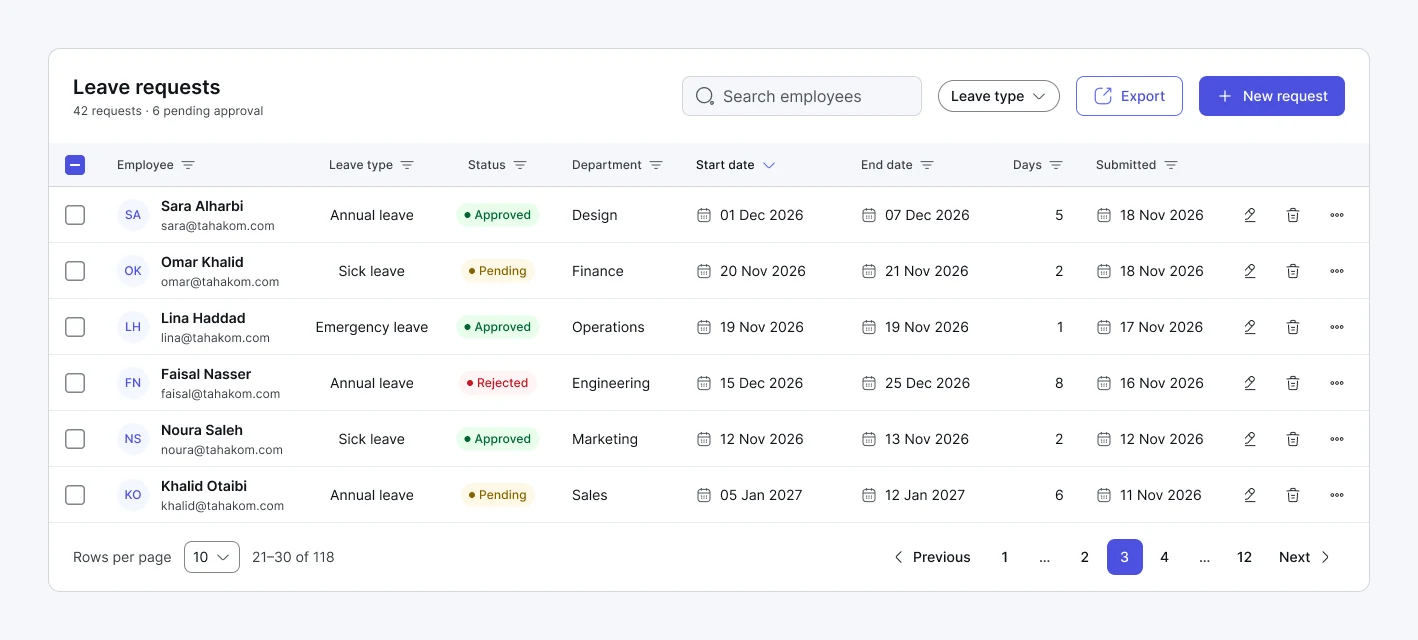 Leave requests
42 requests · 6 pending approval
Search employees
Leave type
Export
New request
Employee Leave type Status Department Start date End date Days Submitted
SA Sara Alharbi Annual leave Approved Design 01 Dec 2026 07 Dec 2026 5 18 Nov 2026
sara@tahakom.com
OK Omar Khalid Sick leave Pending Finance 20 Nov 2026 21 Nov 2026 2 18 Nov 2026
omar@tahakom.com
LH Lina Haddad Emergency leave Approved Operations 19 Nov 2026 19 Nov 2026 1 17 Nov 2026
lina@tahakom.com
FN Faisal Nasser Annual leave Rejected Engineering 15 Dec 2026 25 Dec 2026 8 16 Nov 2026
faisal@tahakom.com
NS Noura Saleh Sick leave Approved Marketing 12 Nov 2026 13 Nov 2026 2 12 Nov 2026
noura@tahakom.com
KO Khalid Otaibi Annual leave Pending Sales 05 Jan 2027 12 Jan 2027 6 11 Nov 2026
khalid@tahakom.com
Rows per page 10 21–30 of 118 Previous 1 ... 2 3 4 ... 12 Next